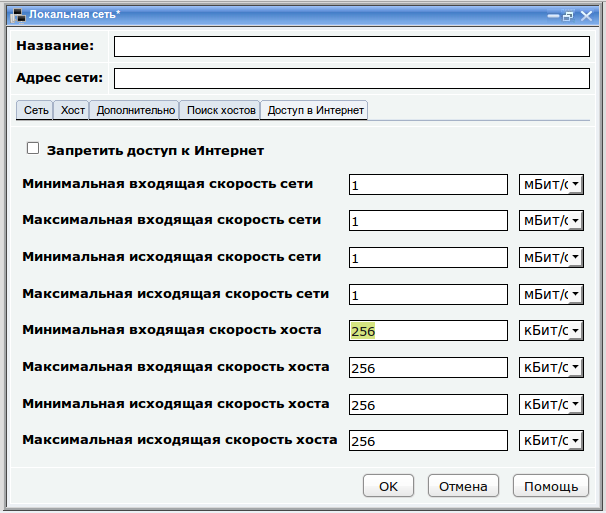 Локальная сеть*
Название:
Адрес сети:
Сеть Хост Дополнительно Поиск хостов Доступ в Интернет
Запретить доступ к Интернет
Минимальная входящая скорость сети 1 мБит/с
Максимальная входящая скорость сети 1 мБит/с
Минимальная исходящая скорость сети 1 мБит/с
Максимальная исходящая скорость сети 1 мБит/с
Минимальная входящая скорость хоста 256 кБит/с
Максимальная входящая скорость хоста 256 кБит/с
Минимальная исходящая скорость хоста 256 кБит/с
Максимальная исходящая скорость хоста 256 кБит/с
OK Отмена Помощь